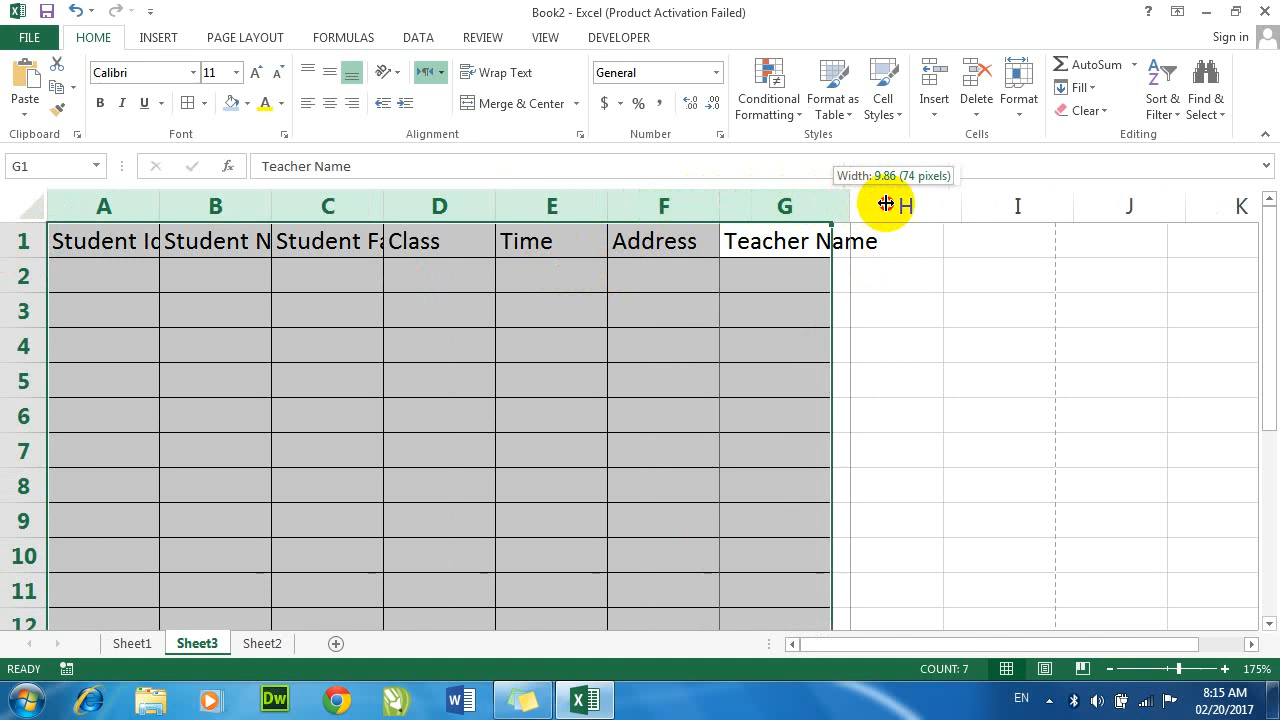 Book2 - Excel (Product Activation Failed)
?
FILE HOME INSERT PAGE LAYOUT FORMULAS DATA REVIEW VIEW DEVELOPER Sign in
Paste
Calibri 11
B I U
Wrap Text
Merge & Center
General
$ % ,
Conditional Formatting
Format as Table
Cell Styles
Insert Delete Format
AutoSum
Fill
Clear
Sort & Filter
Find & Select
Clipboard Font Alignment Number Styles Cells Editing
G1 fx Teacher Name
Width: 9.86 (74 pixels)
A B C D E F G H I J K
1 Student Id Student N Student Fa Class Time Address Teacher Name
2
3
4
5
6
7
8
9
10
11
12
Sheet1 Sheet3 Sheet2
READY COUNT: 7 175%
Dw W EN 8:15 AM
02/20/2017